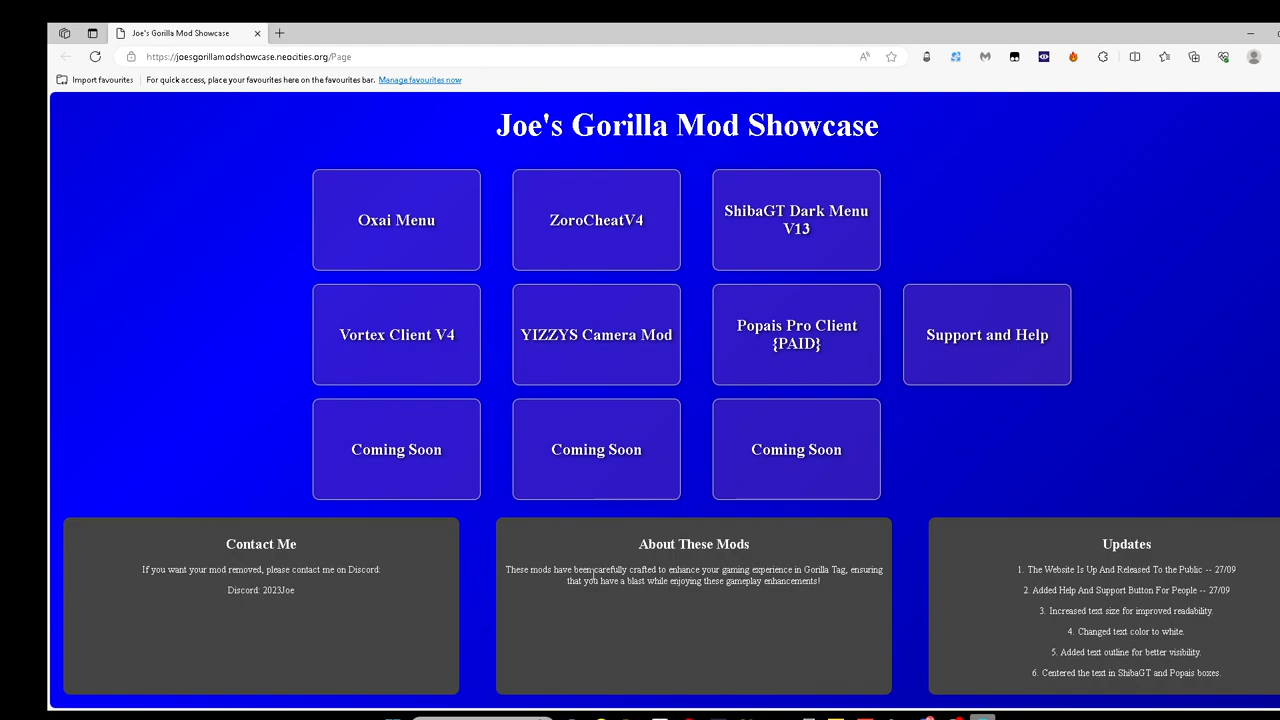 Joe's Gorilla Mod Showcase
https://joesgorillamodshowcase.neocities.org/Page
Import favourites
For quick access, place your favourites here on the favourites bar. Manage favourites now
Joe's Gorilla Mod Showcase
Oxai Menu
ZoroCheatV4
ShibaGT Dark Menu
V13
Vortex Client V4
YIZZYS Camera Mod
Popais Pro Client
{PAID}
Support and Help
Coming Soon
Coming Soon
Coming Soon
Contact Me
If you want your mod removed, please contact me on Discord:
Discord: 2023Joe
About These Mods
These mods have been carefully crafted to enhance your gaming experience in Gorilla Tag, ensuring
that you have a blast while enjoying these gameplay enhancements!
Updates
1. The Website Is Up And Released To the Public -- 27/09
2. Added Help And Support Button For People -- 27/09
3. Increased text size for improved readability.
4. Changed text color to white.
5. Added text outline for better visibility.
6. Centered the text in ShibaGT and Popais boxes.